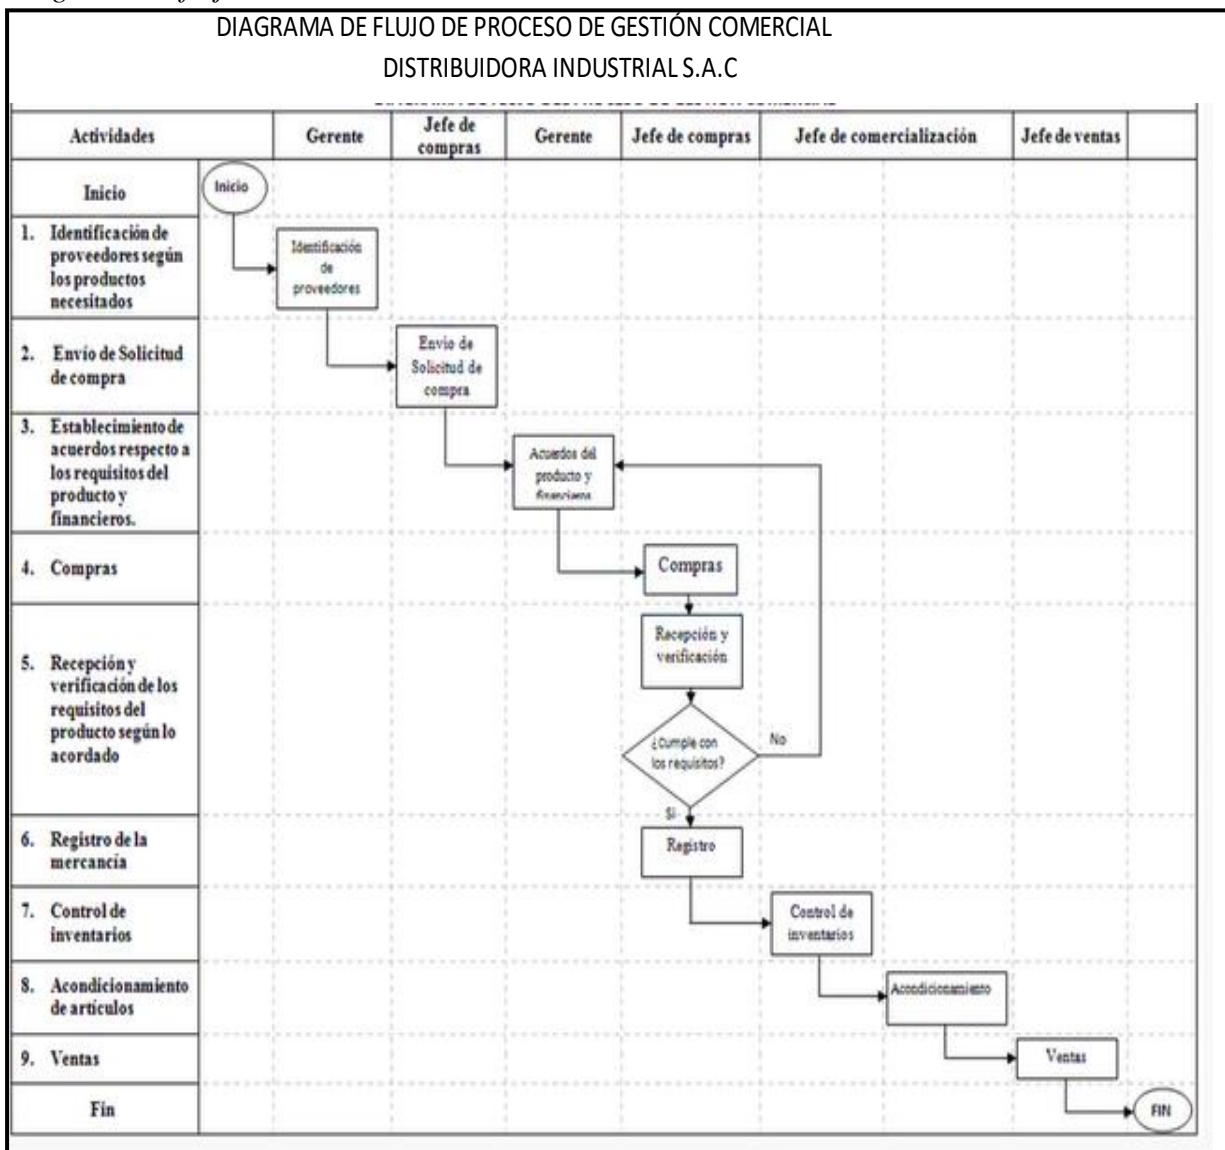 DIAGRAMA DE FLUJO DE PROCESO DE GESTIÓN COMERCIAL
DISTRIBUIDORA INDUSTRIAL S.A.C
Actividades
Gerente
Jefe de
compras
Gerente
Jefe de compras
Jefe de comercialización
Jefe de ventas
Inicio
Inicio
1. Identificación de
proveedores según
los productos
necesitados
Identificación
de
proveedores
2. Envío de Solicitud
de compra
Envío de
Solicitud de
compra
3. Establecimiento de
acuerdos respecto a
los requisitos del
producto y
financieros.
Acuerdos del
producto y
4. Compras
Compras
5. Recepción y
verificación de los
requisitos del
producto según lo
acordado
Recepción y
verificación
¿Cumple con
los requisitos?
No
Si
6. Registro de la
mercancía
Registro
7. Control de
inventarios
Control de
inventarios
8. Acondicionamiento
de artículos
Acondicionamiento
9. Ventas
Ventas
Fin
FIN